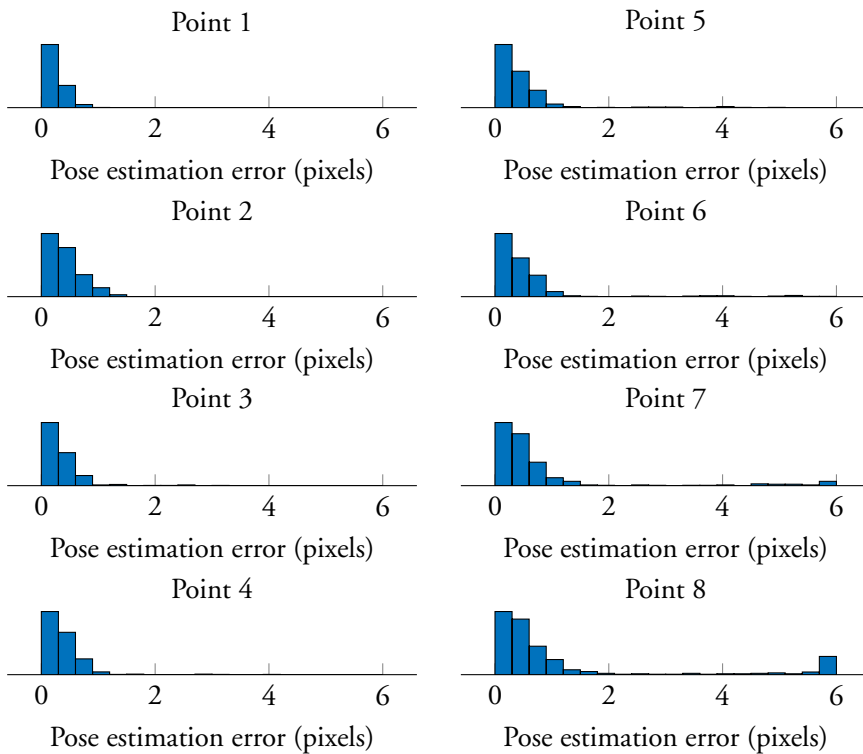 Point 1
0 2 4 6
Pose estimation error (pixels)
Point 2
0 2 4 6
Pose estimation error (pixels)
Point 3
0 2 4 6
Pose estimation error (pixels)
Point 4
0 2 4 6
Pose estimation error (pixels)
Point 5
0 2 4 6
Pose estimation error (pixels)
Point 6
0 2 4 6
Pose estimation error (pixels)
Point 7
0 2 4 6
Pose estimation error (pixels)
Point 8
0 2 4 6
Pose estimation error (pixels)